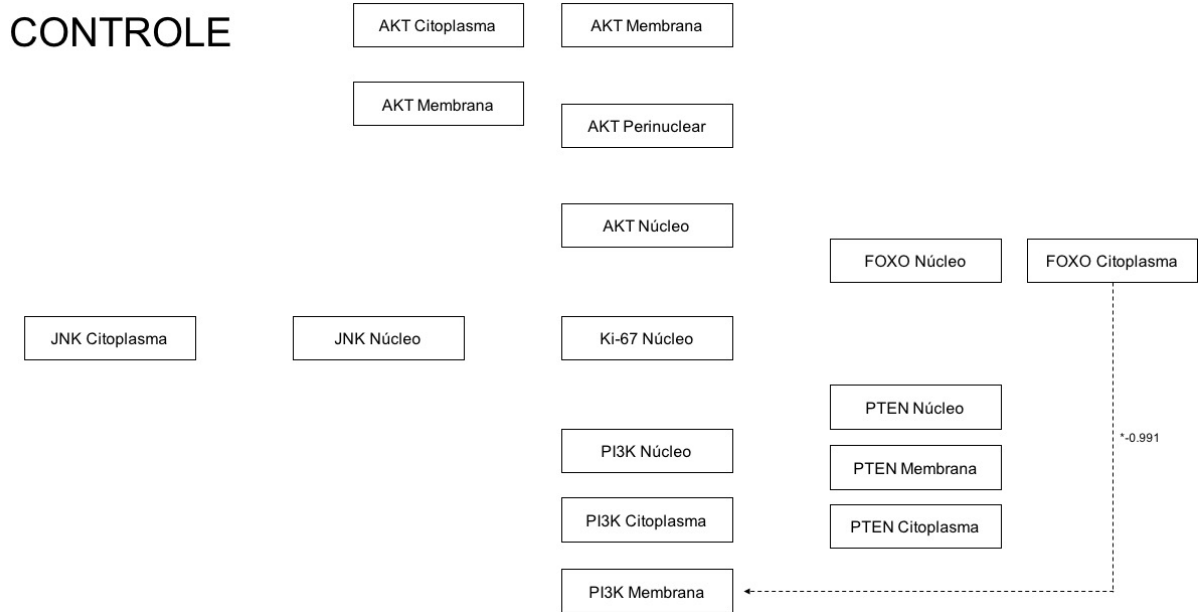 CONTROLE
AKT Citoplasma
AKT Membrana
AKT Membrana
AKT Perinuclear
AKT Núcleo
FOXO Núcleo
FOXO Citoplasma
JNK Citoplasma
JNK Núcleo
Ki-67 Núcleo
PTEN Núcleo
*-0.991
PI3K Núcleo
PTEN Membrana
PI3K Citoplasma
PTEN Citoplasma
PI3K Membrana